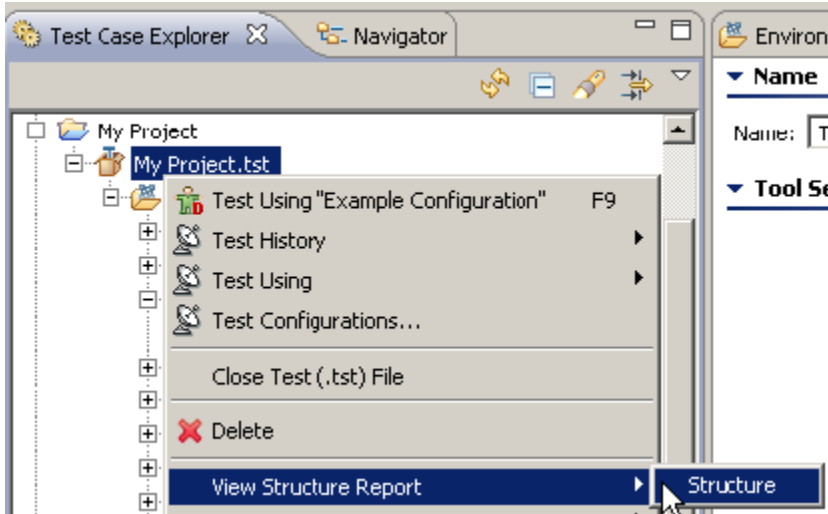 Test Case Explorer
Navigator
Environ
Name
My Project
Name: T
My Project.tst
Tool Se
Test Using "Example Configuration" F9
Test History
Test Using
Test Configurations...
Close Test (.tst) File
Delete
View Structure Report
Structure